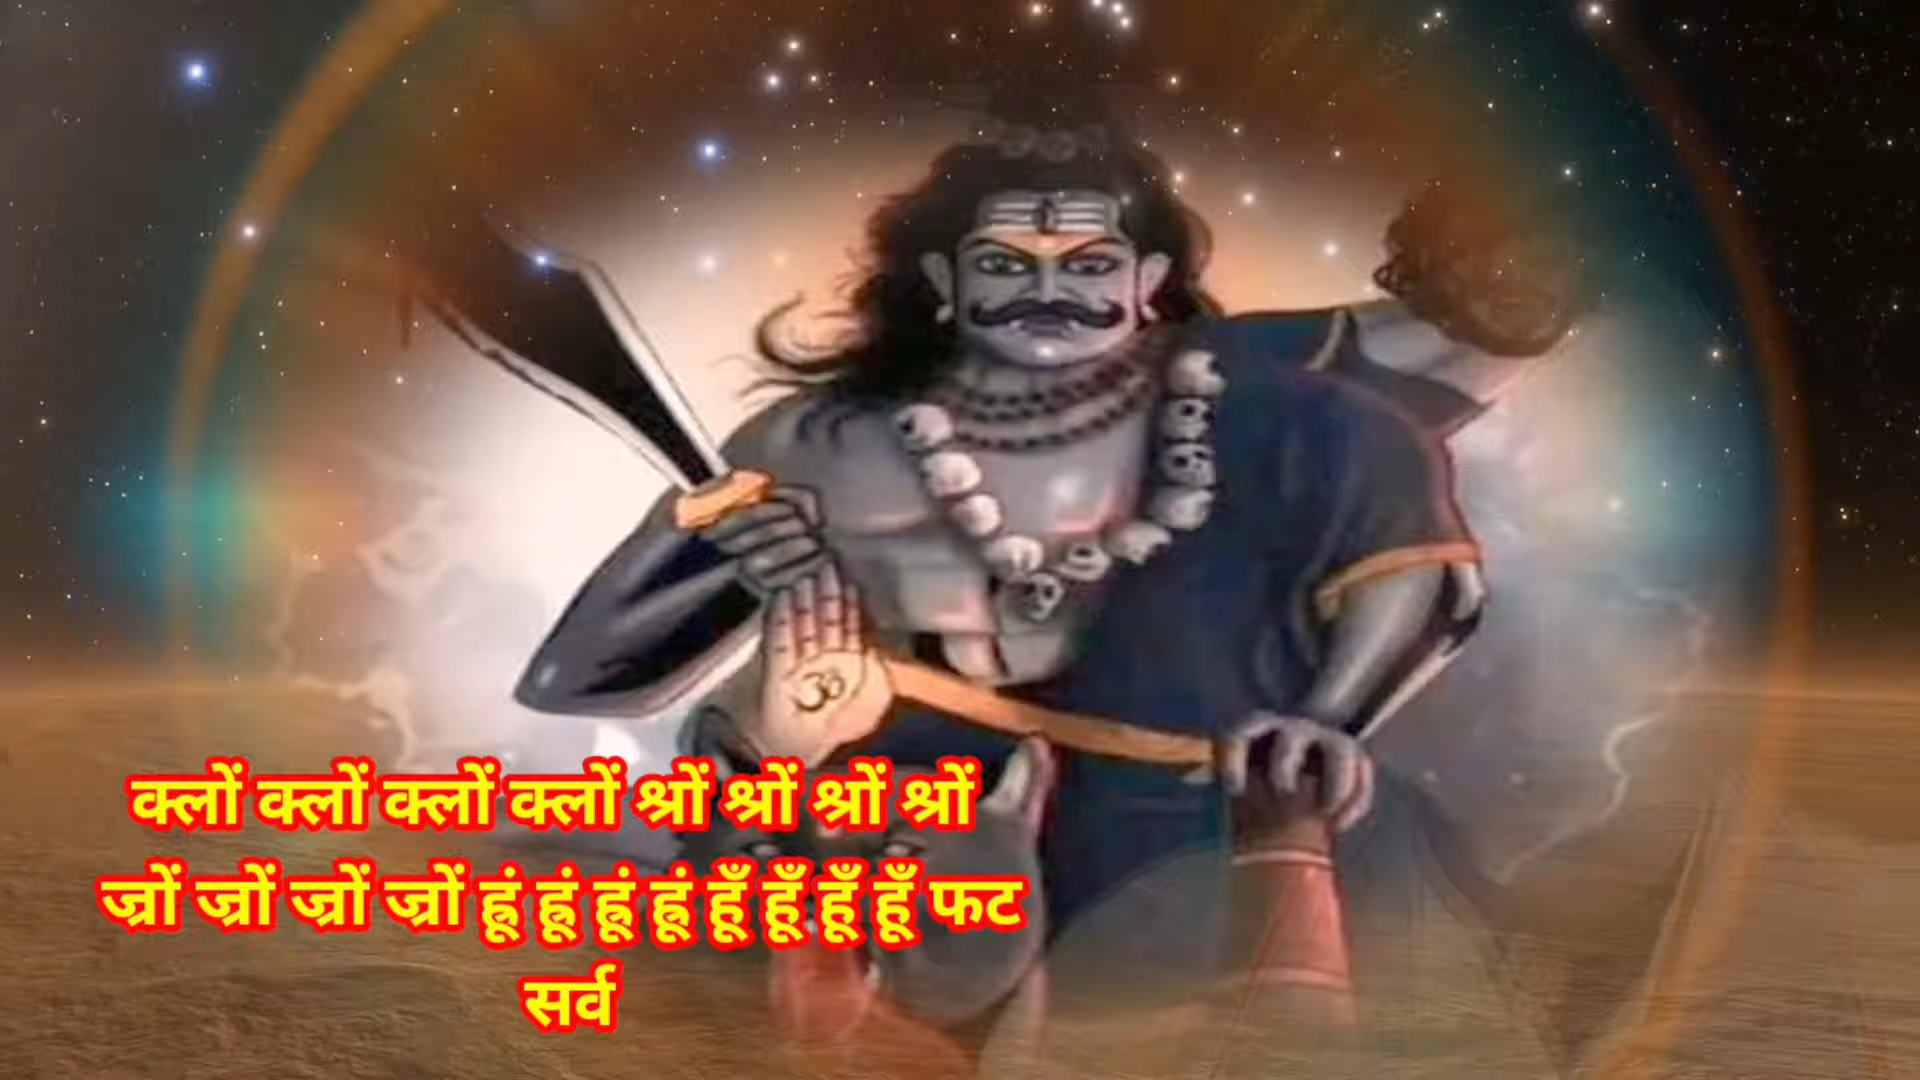 ॐ
क्लों क्लों क्लों क्लों श्रों श्रों श्रों श्रों
ज्रों ज्रों ज्रों ज्रों ह्रूं ह्रूं ह्रूं ह्रूं हूँ हूँ हूँ हूँ फट
सर्व